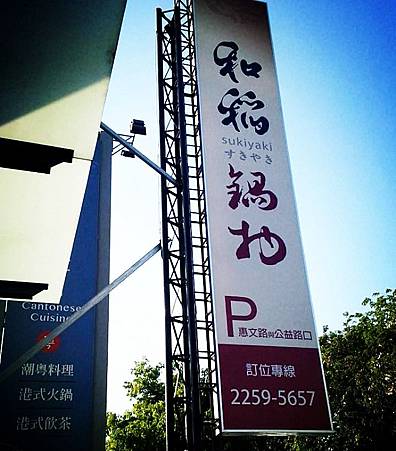 和稻
sukiyaki
すきやき
鍋物
P
惠文路與公益路口
訂位專線
2259-5657
Cantonese
Cuisine
潮粵料理
港式火鍋
港式飲茶